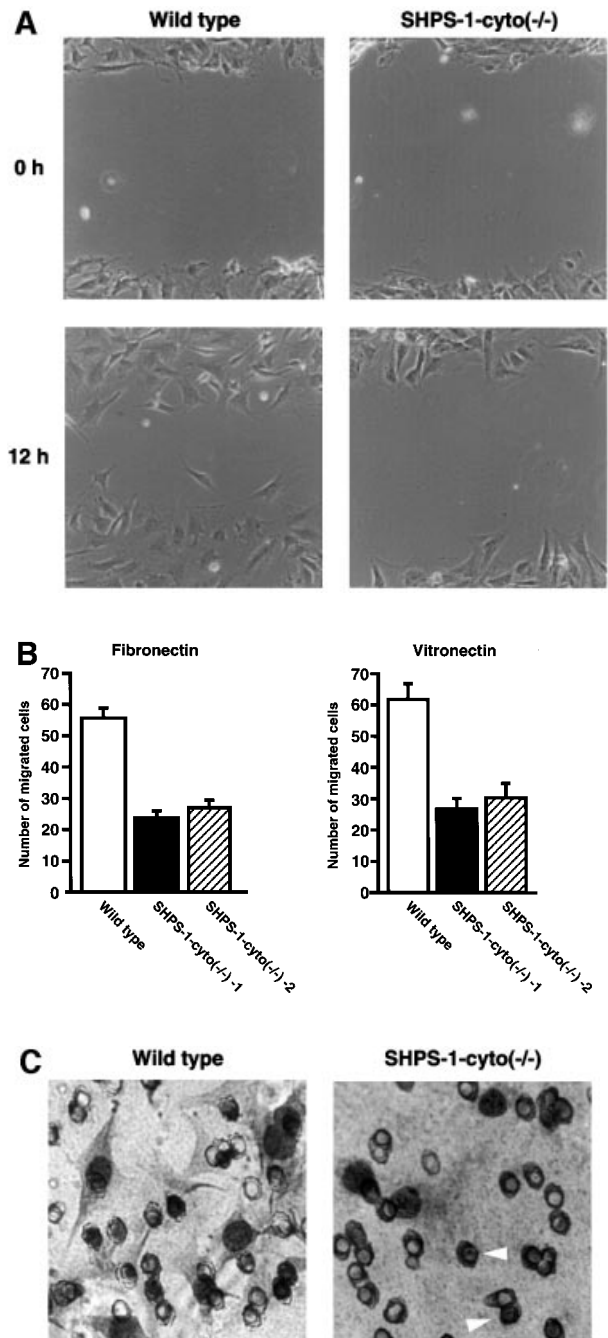 A
Wild type
SHPS-1-cyto(-/-)
0 h
12 h
B
Fibronectin
Number of migrated cells
70
60
50
40
30
20
10
0
Wild type
SHPS-1-cyto(-/-) -1
SHPS-1-cyto(-/-) -2
Vitronectin
Number of migrated cells
70
60
50
40
30
20
10
0
Wild type
SHPS-1-cyto(-/-) -1
SHPS-1-cyto(-/-) -2
C
Wild type
SHPS-1-cyto(-/-)